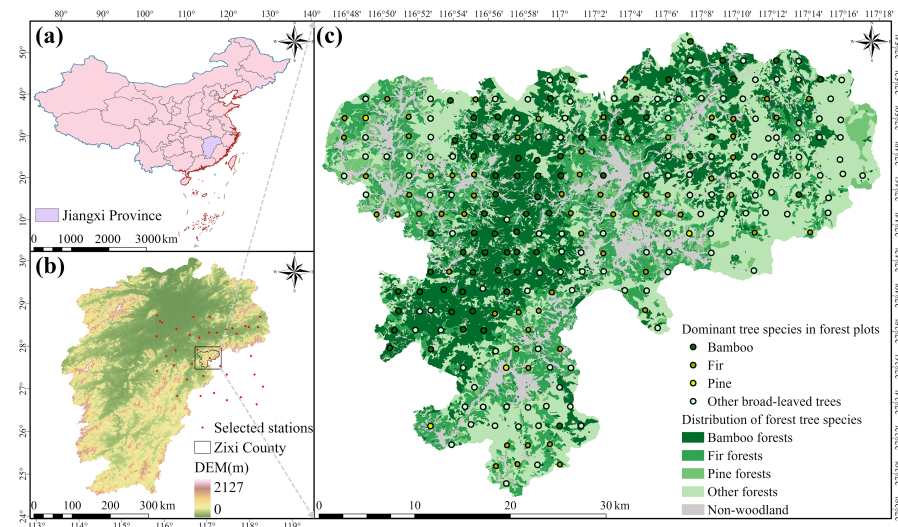 80° 90° 100° 110° 120° 130° 140°
116°48' 116°50' 116°52' 116°54' 116°56' 116°58' 117°0' 117°2' 117°4' 117°6' 117°8' 117°10' 117°12' 117°14' 117°16' 117°18'
(a)
(c)
50°
40°
30°
20°
10°
Jiangxi Province
0 1000 2000 3000 km
(b)
30°
29°
28°
27°
26°
25°
24°
Selected stations
Zixi County
DEM(m)
2127
0
0 100 200 300 km
113° 114° 115° 116° 117° 118° 119°
Dominant tree species in forest plots
Bamboo
Fir
Pine
Other broad-leaved trees
Distribution of forest tree species
Bamboo forests
Fir forests
Pine forests
Other forests
Non-woodland
0 10 20 30 km